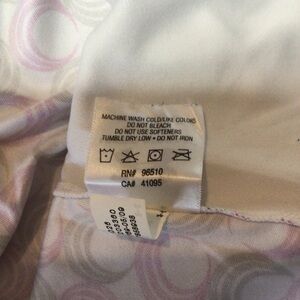 MACHINE WASH COLD/LIKE COLORS
DO NOT BLEACH
DO NOT USE SOFTENERS
TUMBLE DRY LOW • DO NOT IRON
RN# 96510
CA# 41095